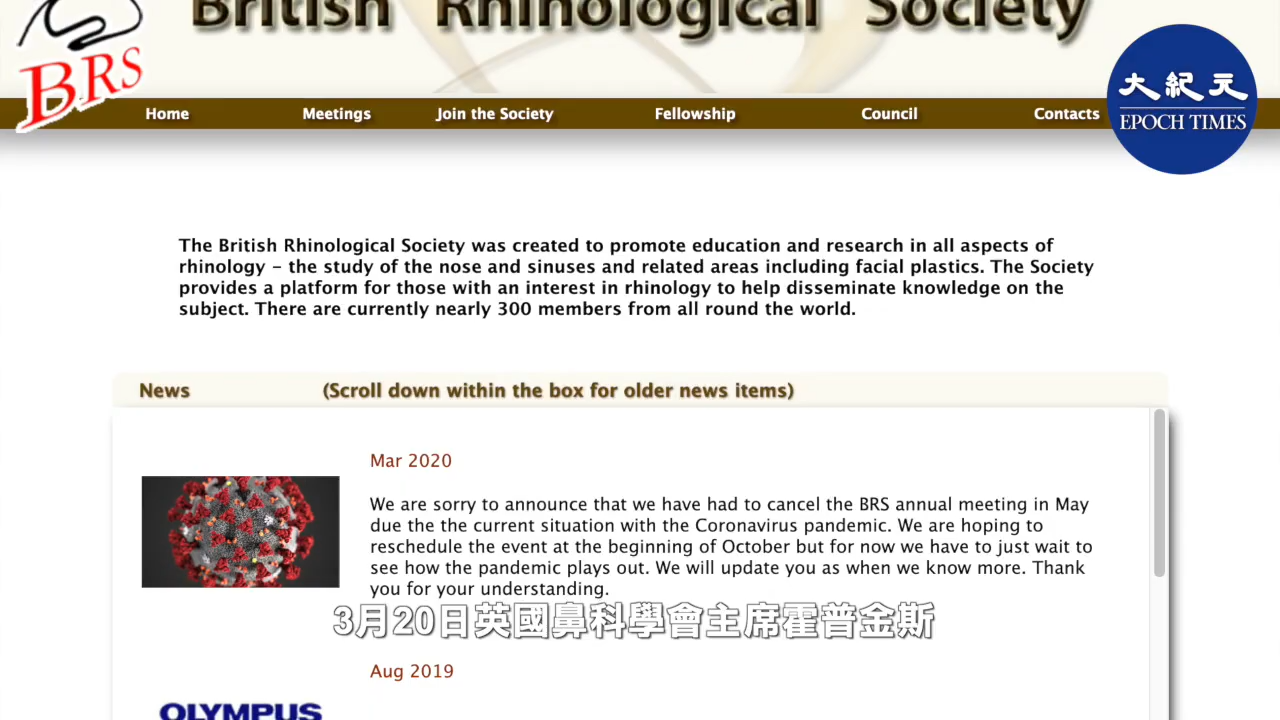 British Rhinological Society
BRS
Home Meetings Join the Society Fellowship Council Contacts
大紀元
EPOCH TIMES
The British Rhinological Society was created to promote education and research in all aspects of
rhinology – the study of the nose and sinuses and related areas including facial plastics. The Society
provides a platform for those with an interest in rhinology to help disseminate knowledge on the
subject. There are currently nearly 300 members from all round the world.
News (Scroll down within the box for older news items)
Mar 2020
We are sorry to announce that we have had to cancel the BRS annual meeting in May
due the the current situation with the Coronavirus pandemic. We are hoping to
reschedule the event at the beginning of October but for now we have to just wait to
see how the pandemic plays out. We will update you as when we know more. Thank
you for your understanding.
3月20日英國鼻科學會主席霍普金斯
Aug 2019
OLYMPUS